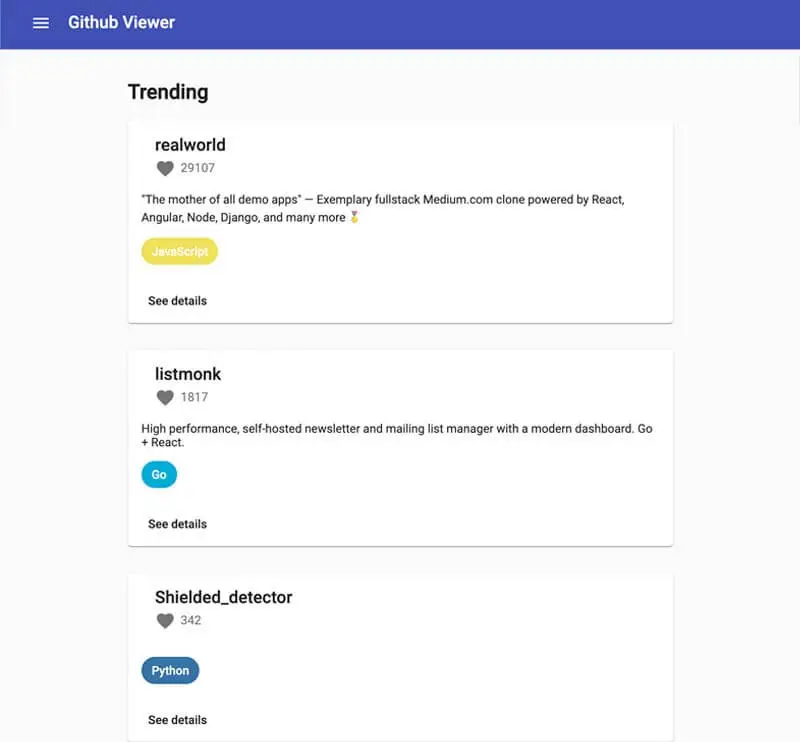 Github Viewer
Trending
realworld
29107
"The mother of all demo apps" — Exemplary fullstack Medium.com clone powered by React,
Angular, Node, Django, and many more 🏅
JavaScript
See details
listmonk
1817
High performance, self-hosted newsletter and mailing list manager with a modern dashboard. Go
+ React.
Go
See details
Shielded_detector
342
Python
See details